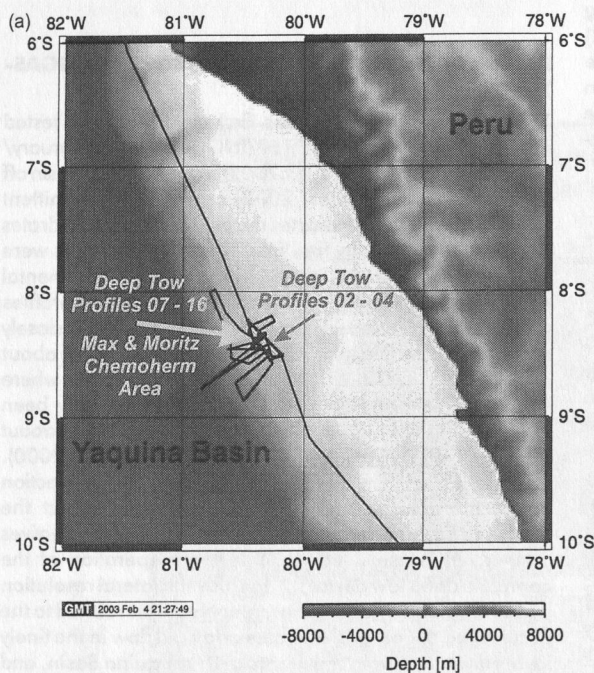 (a)
82°W 81°W 80°W 79°W 78°W
6°S 6°S
Peru
7°S 7°S
8°S 8°S
Deep Tow
Profiles 07 - 16
Deep Tow
Profiles 02 - 04
Max & Moritz
Chemoherm
Area
9°S 9°S
Yaquina Basin
10°S 10°S
82°W 81°W 80°W 79°W 78°W
GMT 2003 Feb 4 21:27:49
-8000 -4000 0 4000 8000
Depth [m]